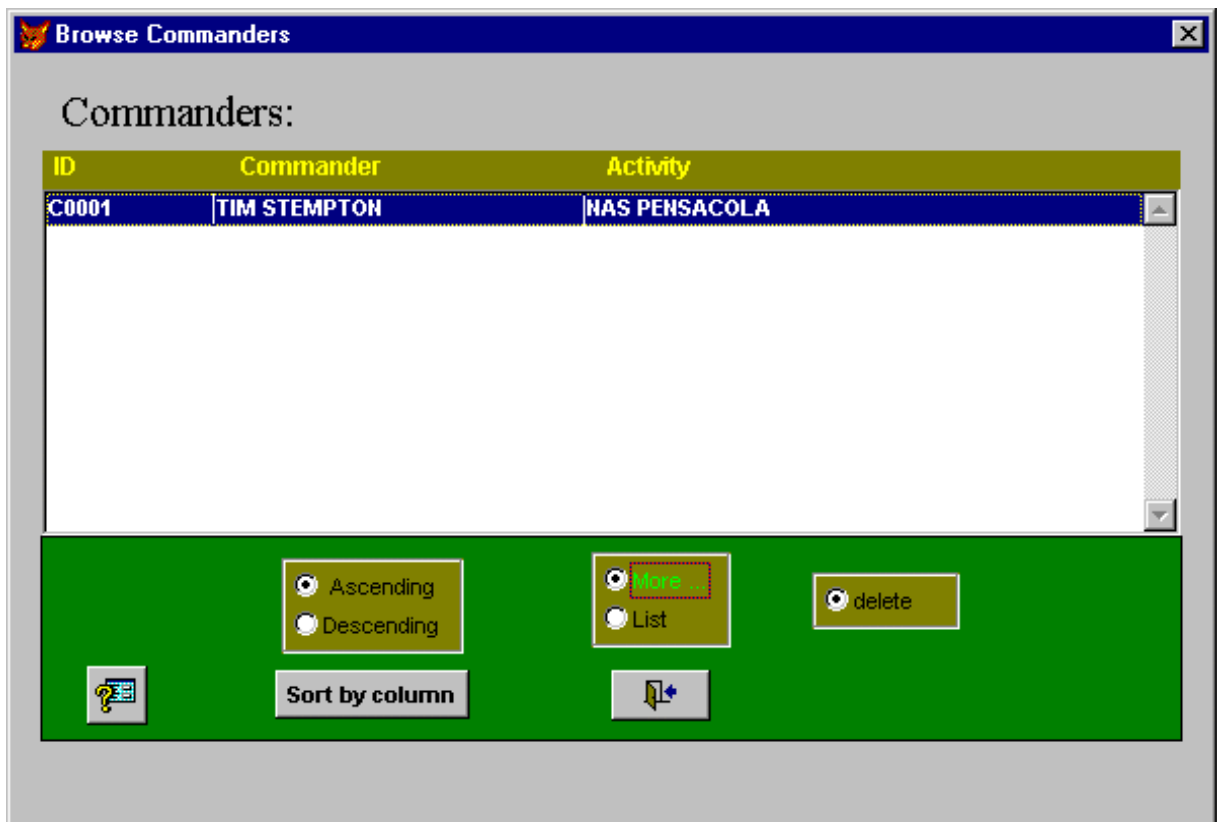 Browse Commanders
Commanders:
ID Commander Activity
C0001 TIM STEMPTON NAS PENSACOLA
Ascending
Descending
More ...
List
delete
Sort by column